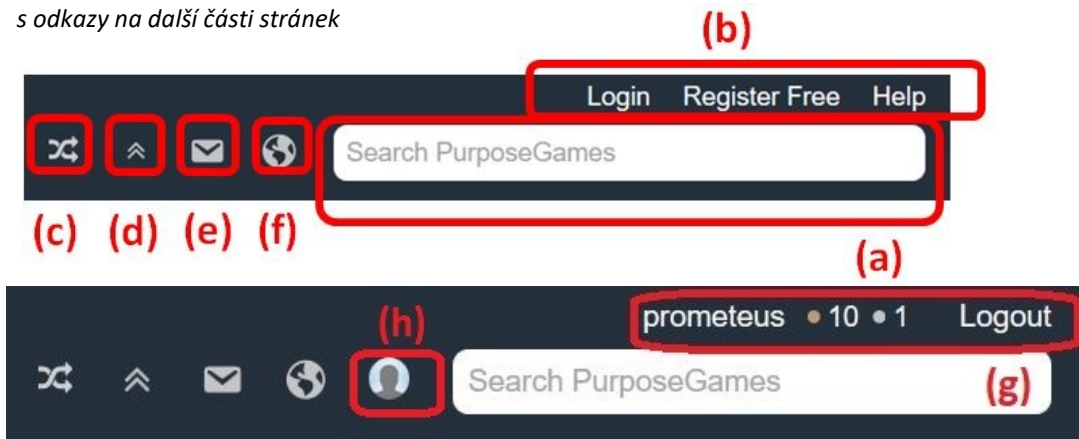 s odkazy na další části stránek
(b)
Login Register Free Help
Search PurposeGames
(c) (d) (e) (f)
(a)
prometeus 10 1 Logout
(h)
Search PurposeGames (g)